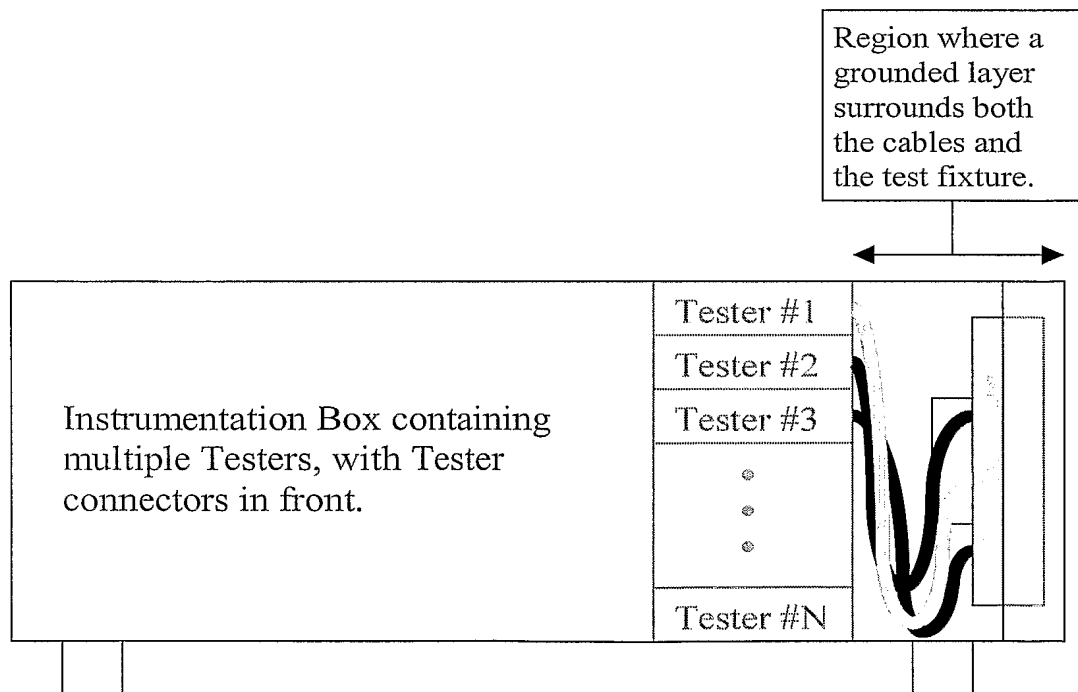 Region where a
grounded layer
surrounds both
the cables and
the test fixture.
Tester #1
Tester #2
Tester #3
Tester #N
Instrumentation Box containing
multiple Testers, with Tester
connectors in front.